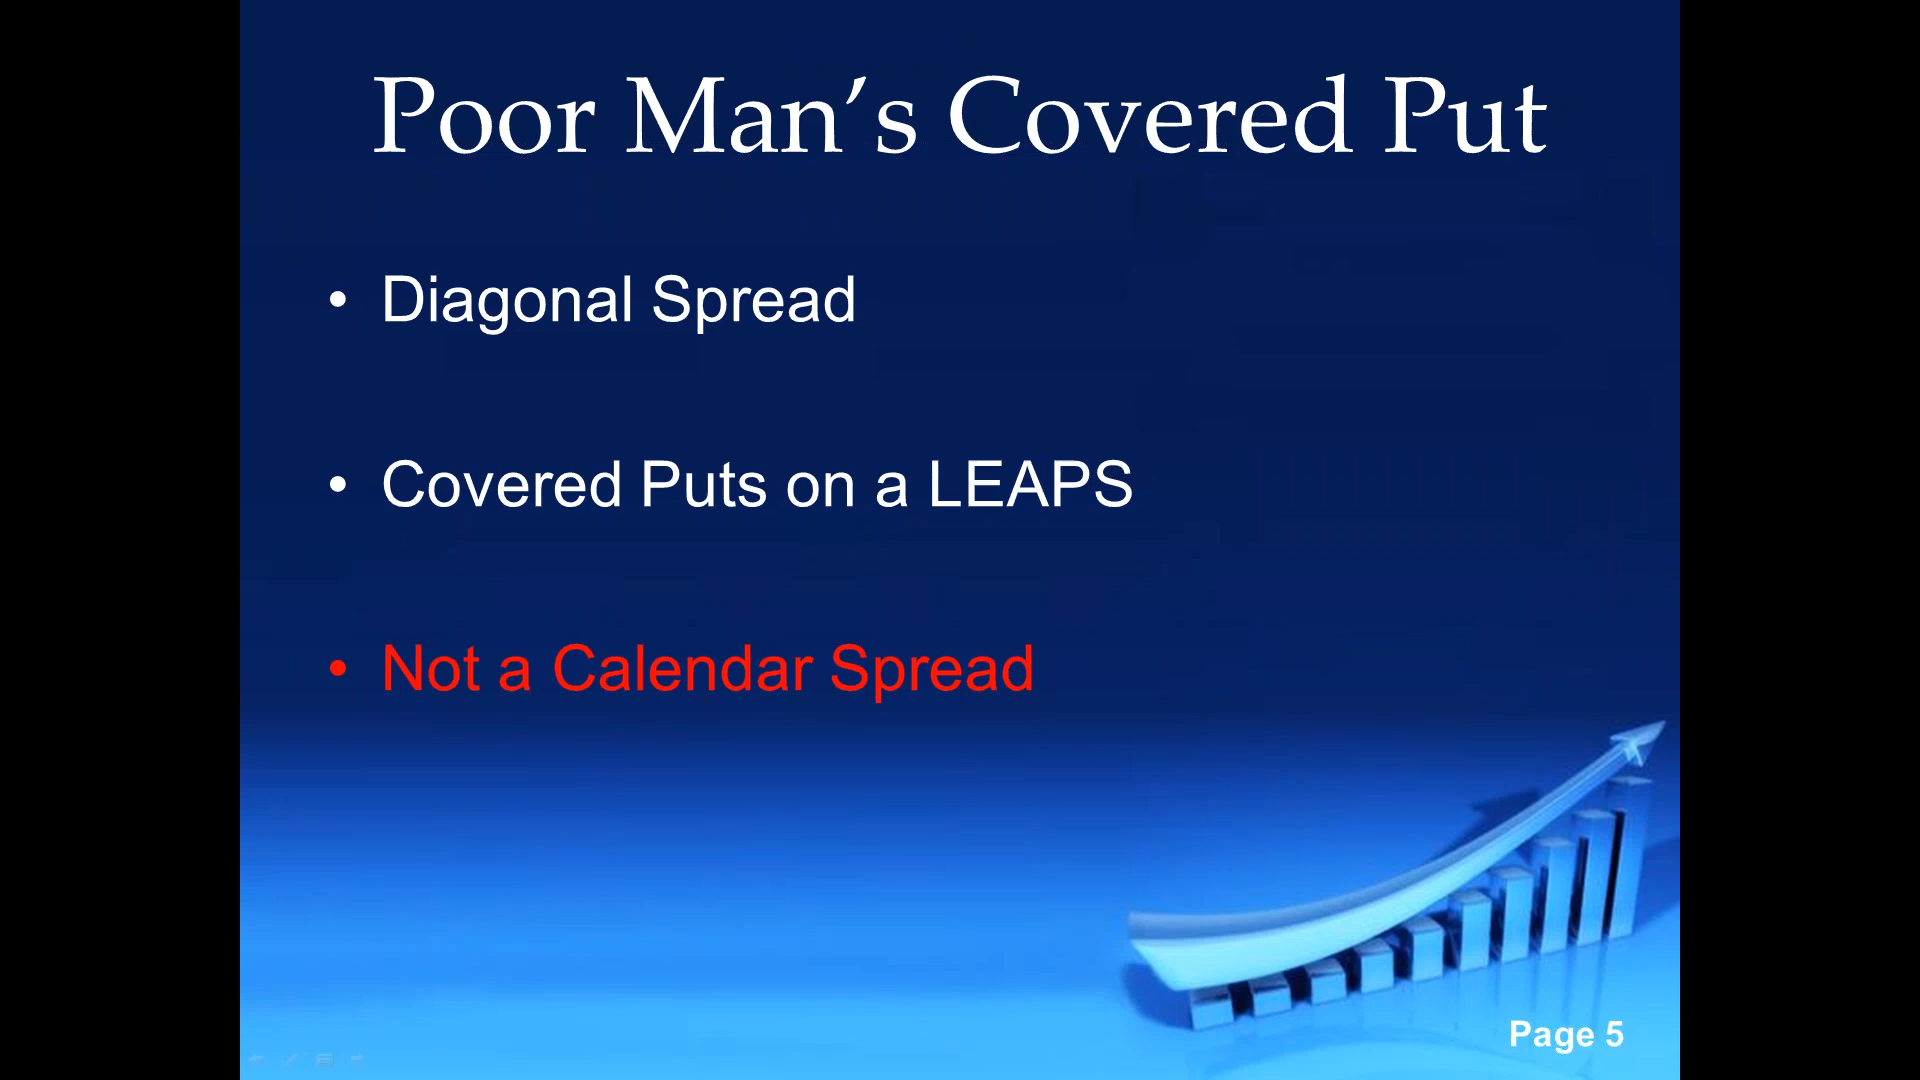 Poor Man’s Covered Put
• Diagonal Spread
• Covered Puts on a LEAPS
• Not a Calendar Spread
Page 5